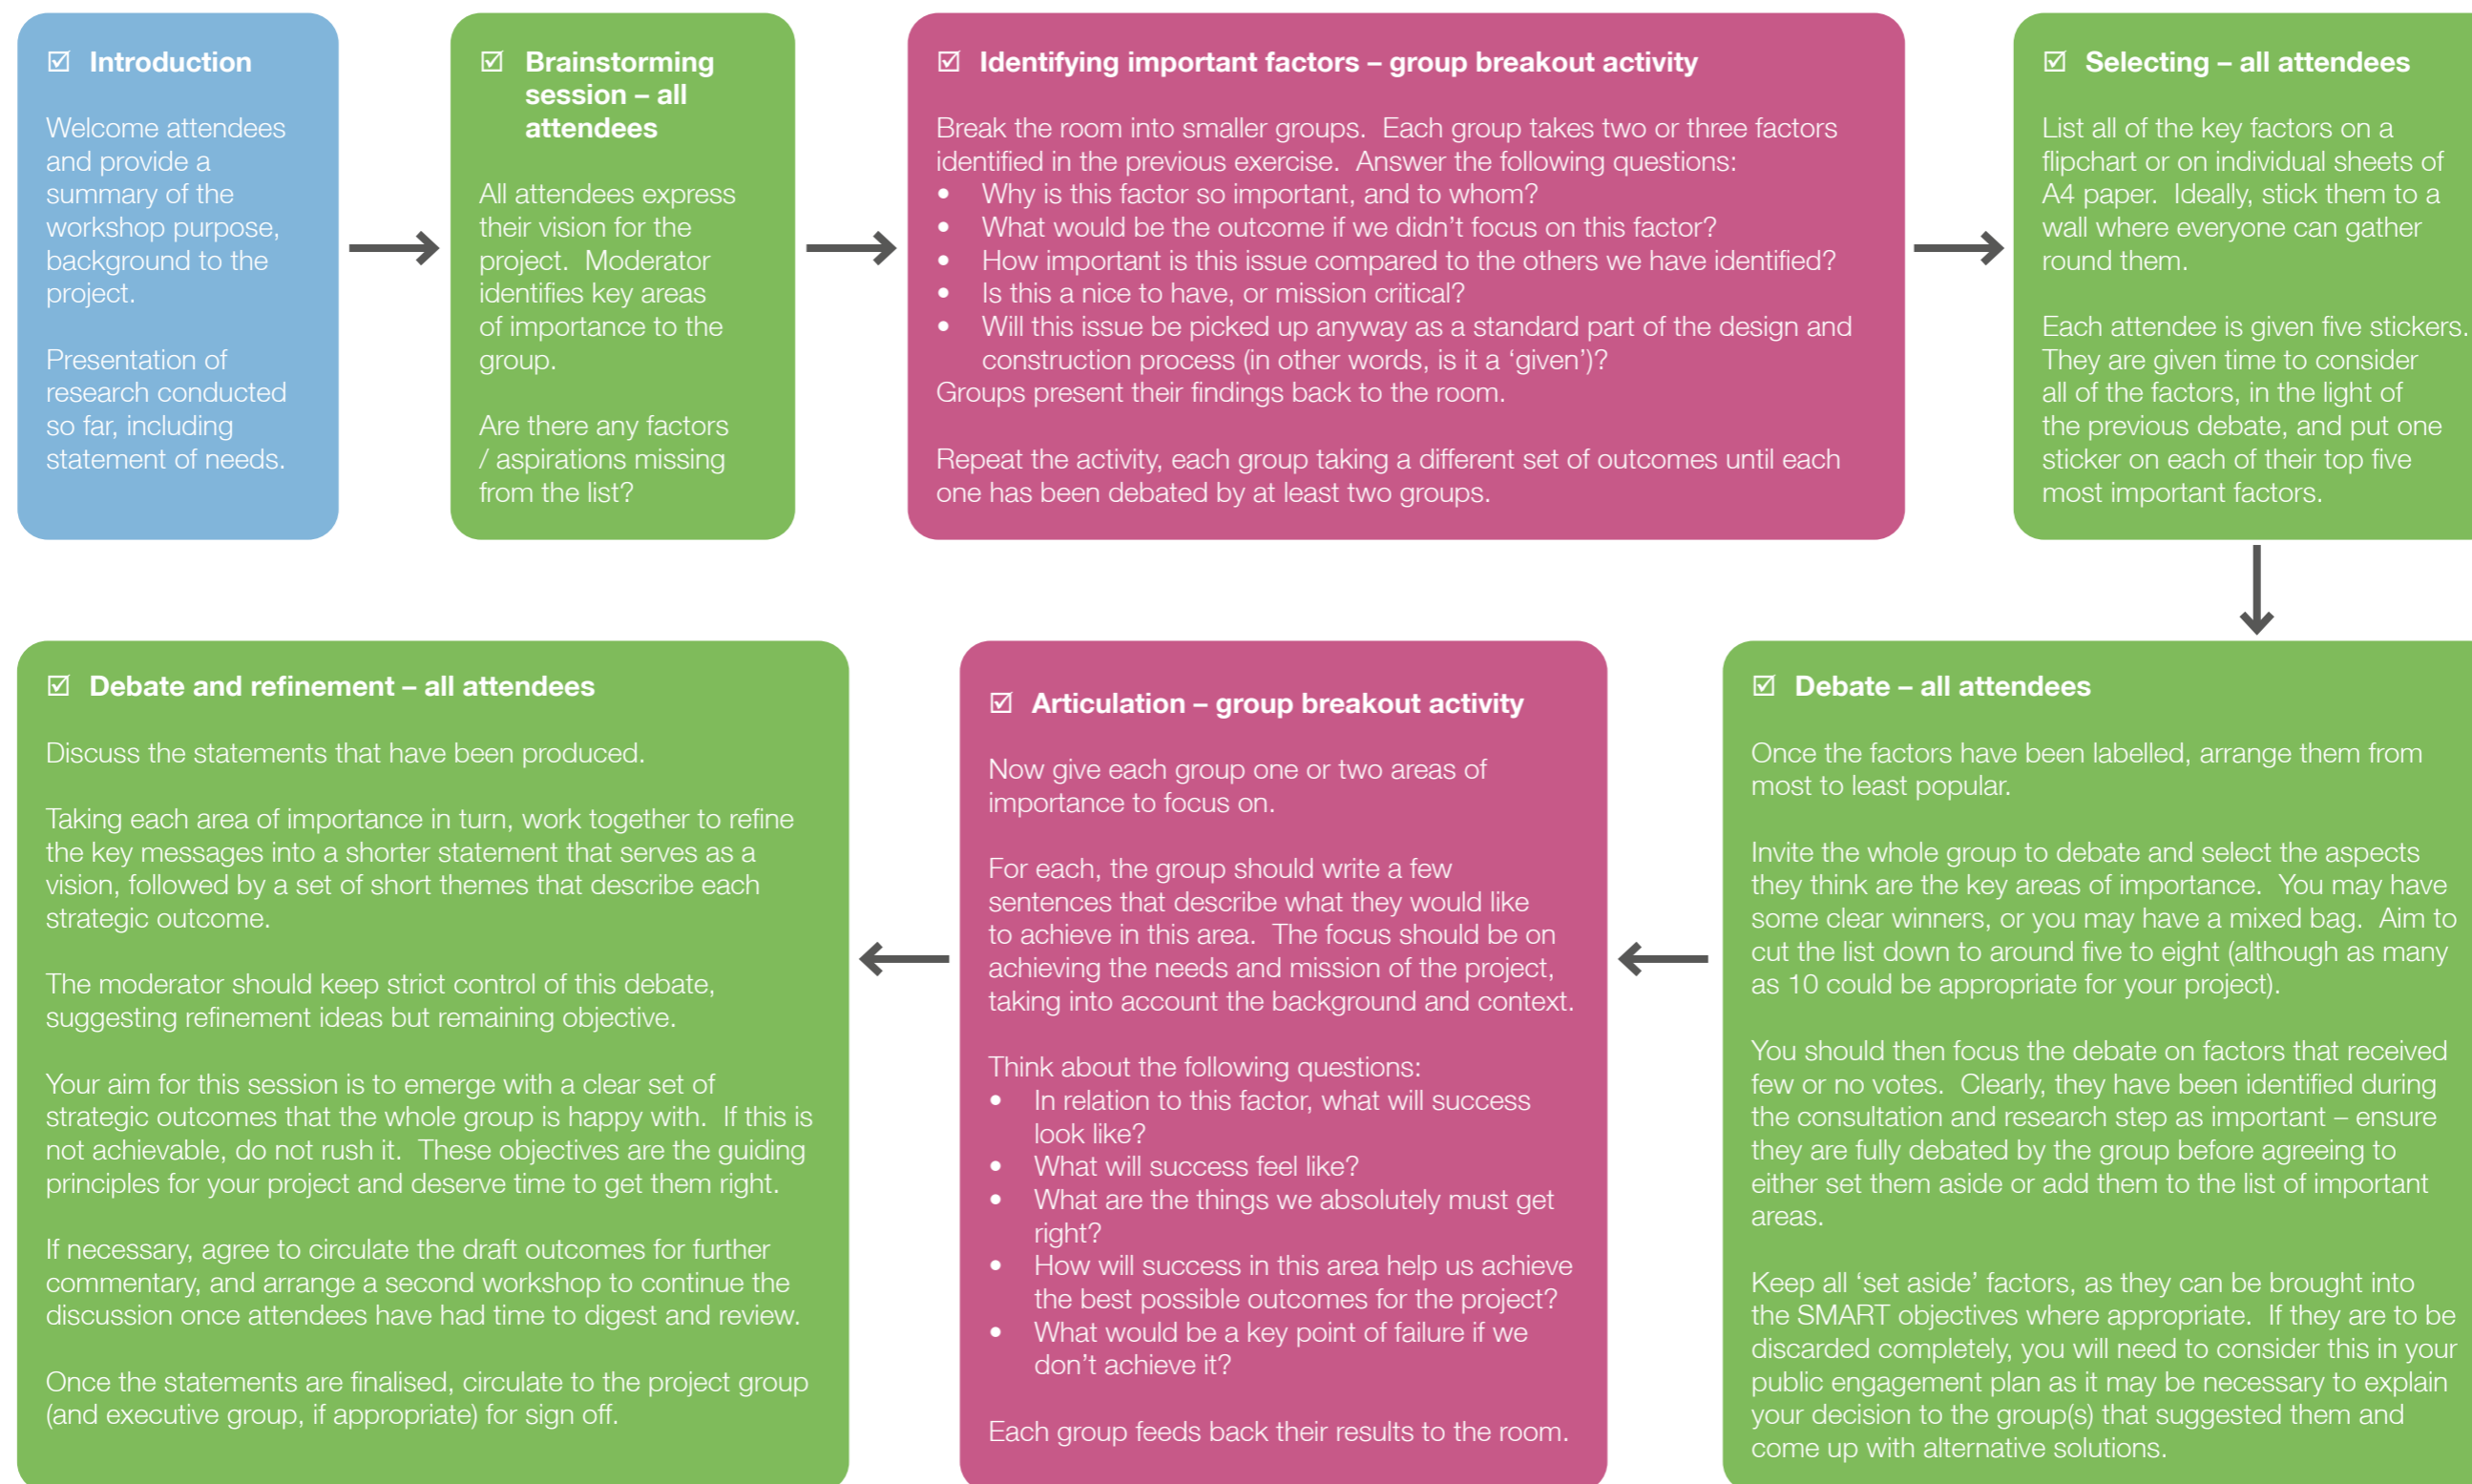 ☑ Introduction
Welcome attendees
and provide a
summary of the
workshop purpose,
background to the
project.
Presentation of
research conducted
so far, including
statement of needs.
☑ Brainstorming
session – all
attendees
All attendees express
their vision for the
project. Moderator
identifies key areas
of importance to the
group.
Are there any factors
/ aspirations missing
from the list?
☑ Identifying important factors – group breakout activity
Break the room into smaller groups. Each group takes two or three factors
identified in the previous exercise. Answer the following questions:
• Why is this factor so important, and to whom?
• What would be the outcome if we didn’t focus on this factor?
• How important is this issue compared to the others we have identified?
• Is this a nice to have, or mission critical?
• Will this issue be picked up anyway as a standard part of the design and
construction process (in other words, is it a ‘given’)?
Groups present their findings back to the room.
Repeat the activity, each group taking a different set of outcomes until each
one has been debated by at least two groups.
☑ Selecting – all attendees
List all of the key factors on a
flipchart or on individual sheets of
A4 paper. Ideally, stick them to a
wall where everyone can gather
round them.
Each attendee is given five stickers.
They are given time to consider
all of the factors, in the light of
the previous debate, and put one
sticker on each of their top five
most important factors.
☑ Debate – all attendees
Once the factors have been labelled, arrange them from
most to least popular.
Invite the whole group to debate and select the aspects
they think are the key areas of importance. You may have
some clear winners, or you may have a mixed bag. Aim to
cut the list down to around five to eight (although as many
as 10 could be appropriate for your project).
You should then focus the debate on factors that received
few or no votes. Clearly, they have been identified during
the consultation and research step as important – ensure
they are fully debated by the group before agreeing to
either set them aside or add them to the list of important
areas.
Keep all ‘set aside’ factors, as they can be brought into
the SMART objectives where appropriate. If they are to be
discarded completely, you will need to consider this in your
public engagement plan as it may be necessary to explain
your decision to the group(s) that suggested them and
come up with alternative solutions.
☑ Articulation – group breakout activity
Now give each group one or two areas of
importance to focus on.
For each, the group should write a few
sentences that describe what they would like
to achieve in this area. The focus should be on
achieving the needs and mission of the project,
taking into account the background and context.
Think about the following questions:
• In relation to this factor, what will success
look like?
• What will success feel like?
• What are the things we absolutely must get
right?
• How will success in this area help us achieve
the best possible outcomes for the project?
• What would be a key point of failure if we
don’t achieve it?
Each group feeds back their results to the room.
☑ Debate and refinement – all attendees
Discuss the statements that have been produced.
Taking each area of importance in turn, work together to refine
the key messages into a shorter statement that serves as a
vision, followed by a set of short themes that describe each
strategic outcome.
The moderator should keep strict control of this debate,
suggesting refinement ideas but remaining objective.
Your aim for this session is to emerge with a clear set of
strategic outcomes that the whole group is happy with. If this is
not achievable, do not rush it. These objectives are the guiding
principles for your project and deserve time to get them right.
If necessary, agree to circulate the draft outcomes for further
commentary, and arrange a second workshop to continue the
discussion once attendees have had time to digest and review.
Once the statements are finalised, circulate to the project group
(and executive group, if appropriate) for sign off.